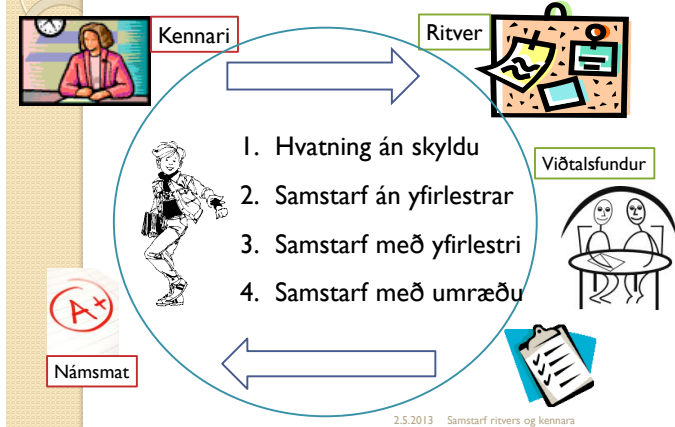 Kennari
Ritver
1. Hvatning án skyldu
2. Samstarf án yfirlestrar
3. Samstarf með yfirlestri
4. Samstarf með umræðu
Viðtalsfundur
A+
Námsmat
2.5.2013 Samstarf ritvers og kennara